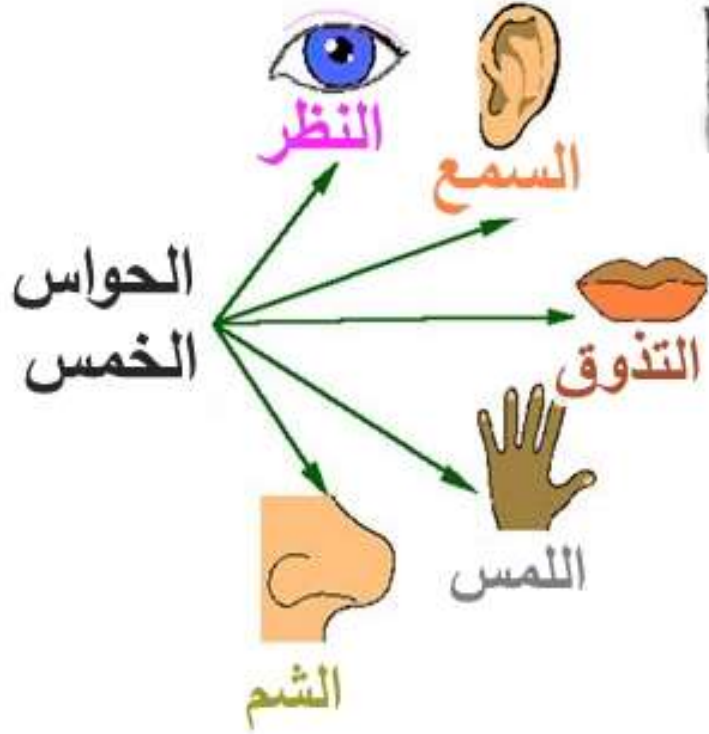 النظر
السمع
الحواس
الخمس
التذوق
اللمس
الشم